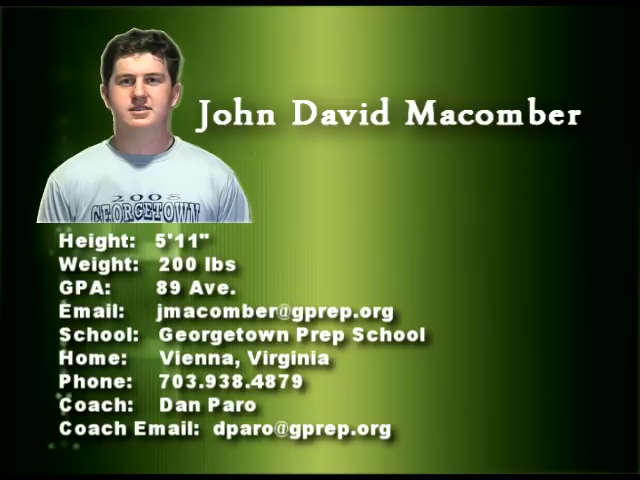 John David Macomber
2008
GEORGETOWN
Height: 5'11"
Weight: 200 lbs
GPA: 89 Ave.
Email: jmacomber@gprep.org
School: Georgetown Prep School
Home: Vienna, Virginia
Phone: 703.938.4879
Coach: Dan Paro
Coach Email: dparo@gprep.org